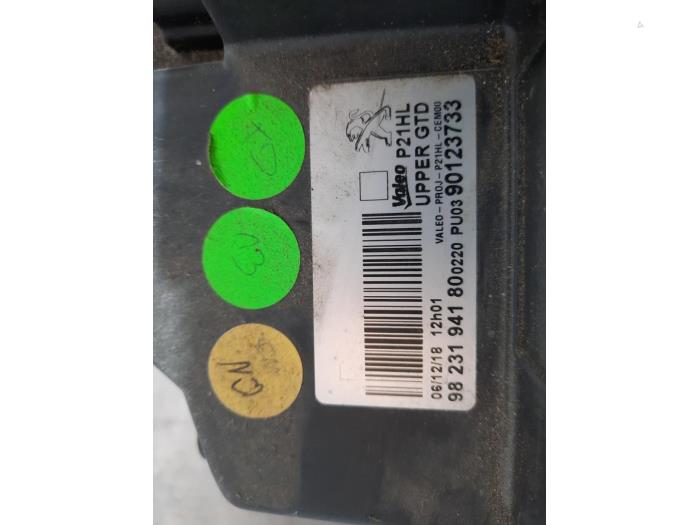 Valeo P21HL
UPPER GTD
VALEO-PROJ-P21HL-CEM00
06/12/18 12h01
98 231 941 80 0220 PU03 90123733
GN